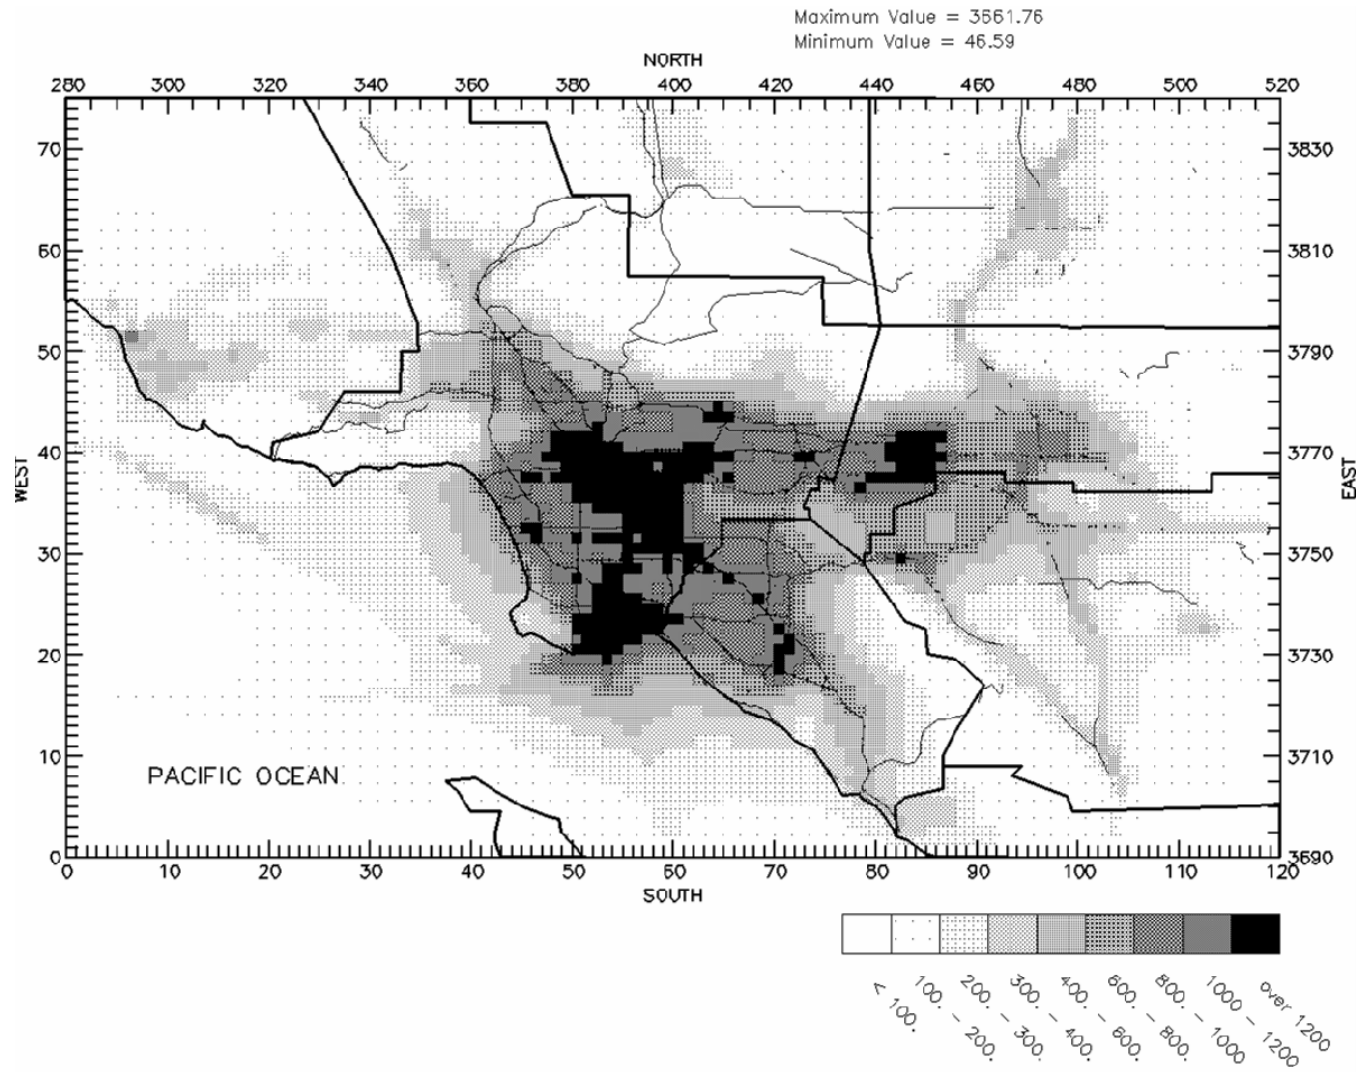 Maximum Value = 3661.76
Minimum Value = 46.59
NORTH
280 300 320 340 360 380 400 420 440 460 480 500 520
70 3830
60 3810
50 3790
40 3770
WEST
EAST
30 3750
20 3730
10 3710
PACIFIC OCEAN
0 3690
0 10 20 30 40 50 60 70 80 90 100 110 120
SOUTH
< 100.
100. - 200.
200. - 300.
300. - 400.
400. - 600.
600. - 800.
800. - 1000
1000 - 1200
over 1200